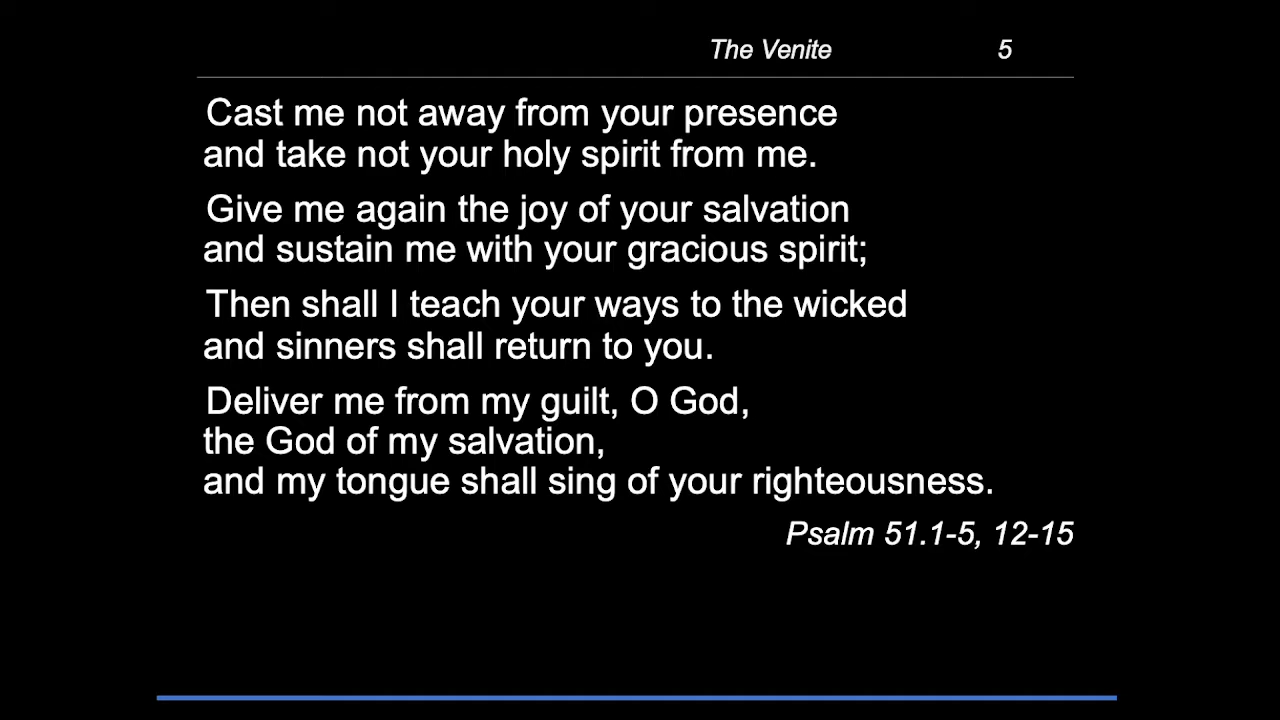 The Venite 5
Cast me not away from your presence
and take not your holy spirit from me.
Give me again the joy of your salvation
and sustain me with your gracious spirit;
Then shall I teach your ways to the wicked
and sinners shall return to you.
Deliver me from my guilt, O God,
the God of my salvation,
and my tongue shall sing of your righteousness.
Psalm 51.1-5, 12-15